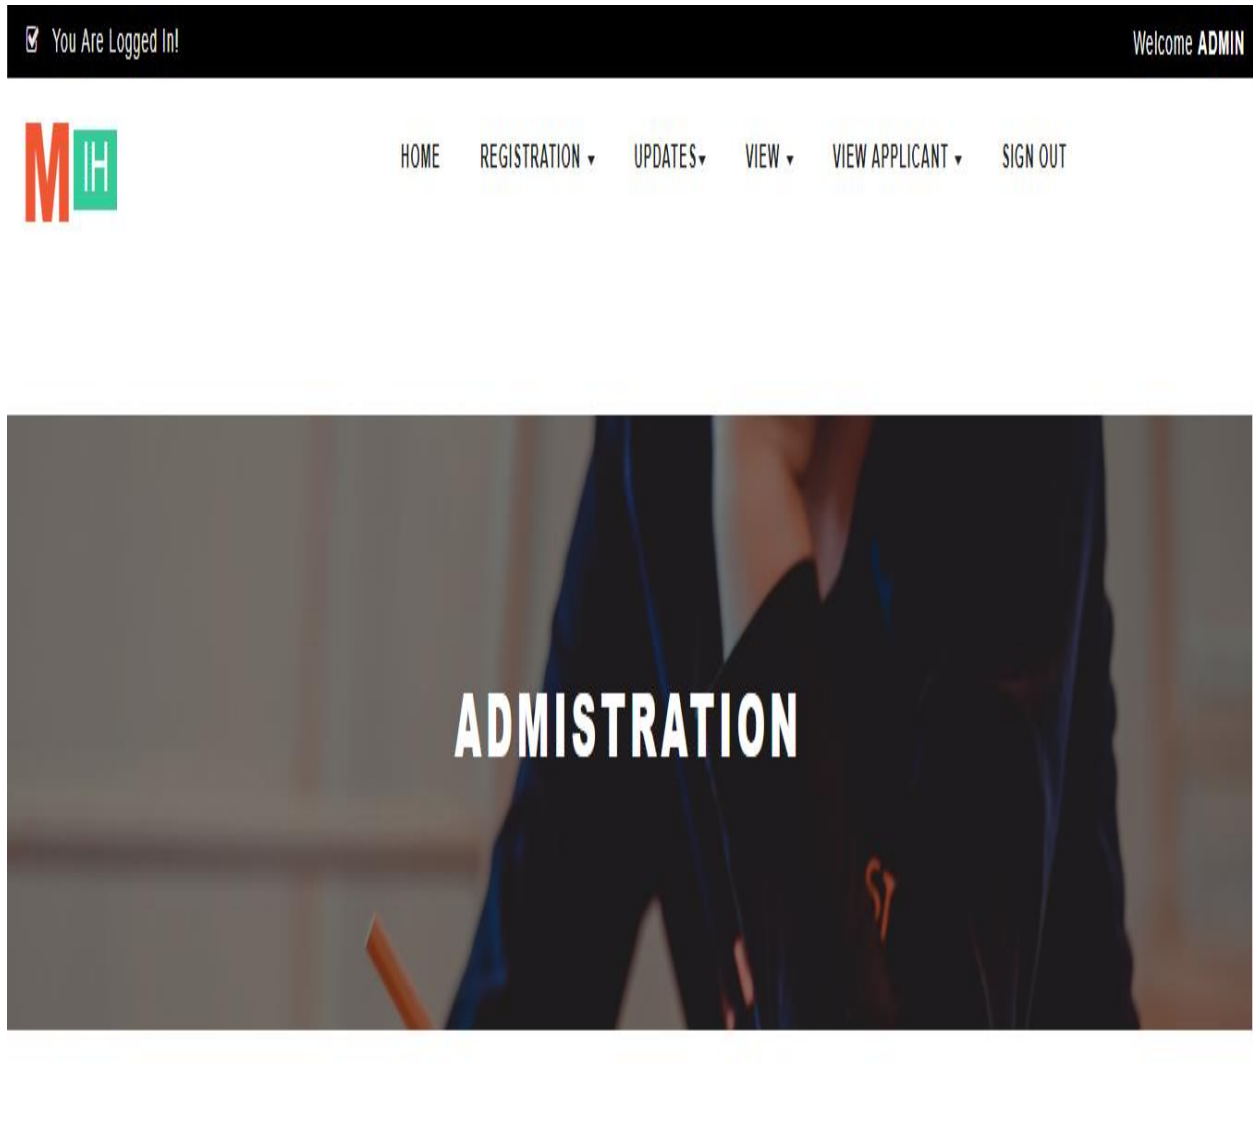 You Are Logged In! Welcome ADMIN
M IH HOME REGISTRATION ▾ UPDATES▾ VIEW ▾ VIEW APPLICANT ▾ SIGN OUT
ADMISTRATION